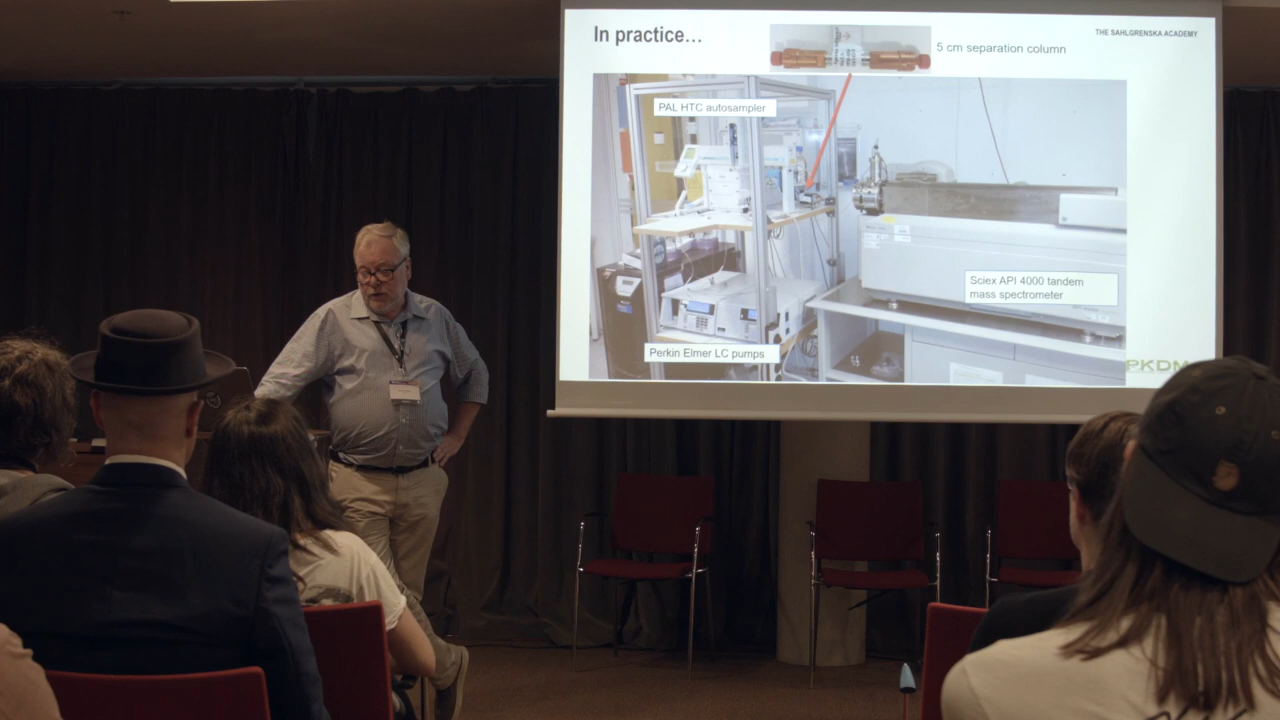 In practice...
THE SAHLGRENSKA ACADEMY
5 cm separation column
PAL HTC autosampler
Sciex API 4000 tandem
mass spectrometer
Perkin Elmer LC pumps
PKDM